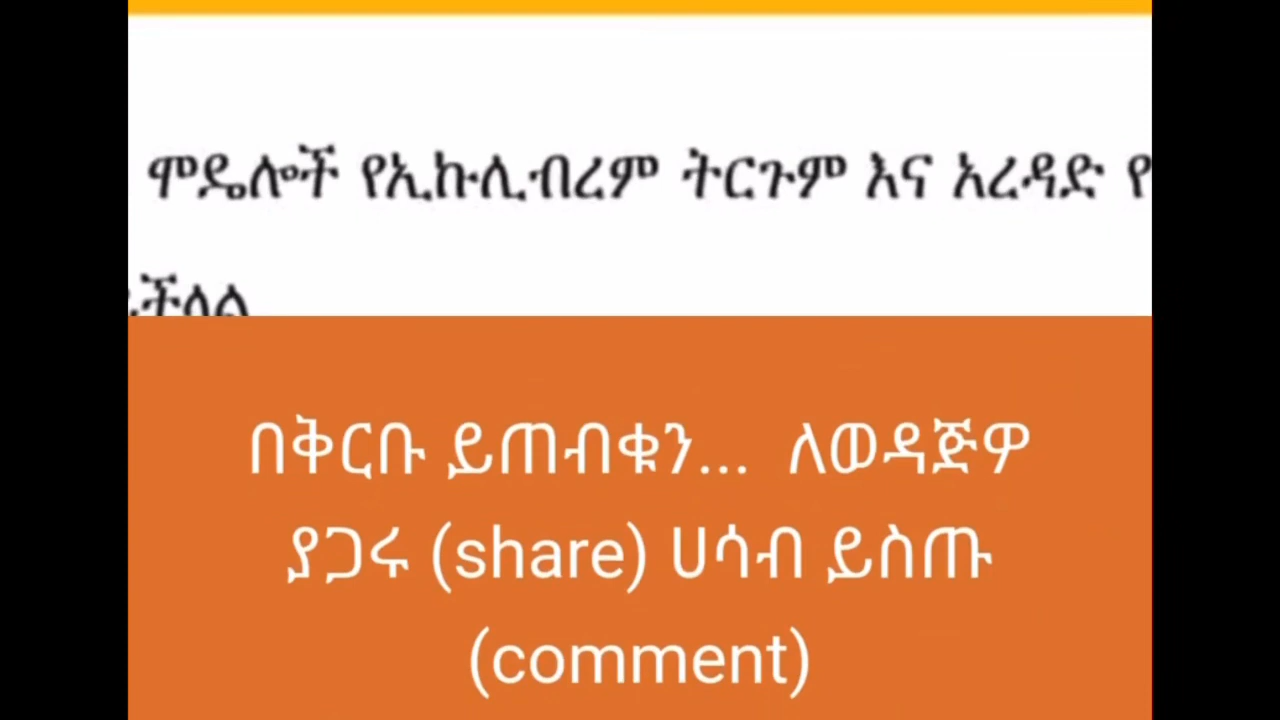 ሞዴሎች የኢኩሊብረም ትርጉም እና አረዳድ የ
በቅርቡ ይጠብቁን... ለወዳጅዎ
ያጋሩ (share) ሀሳብ ይስጡ
(comment)